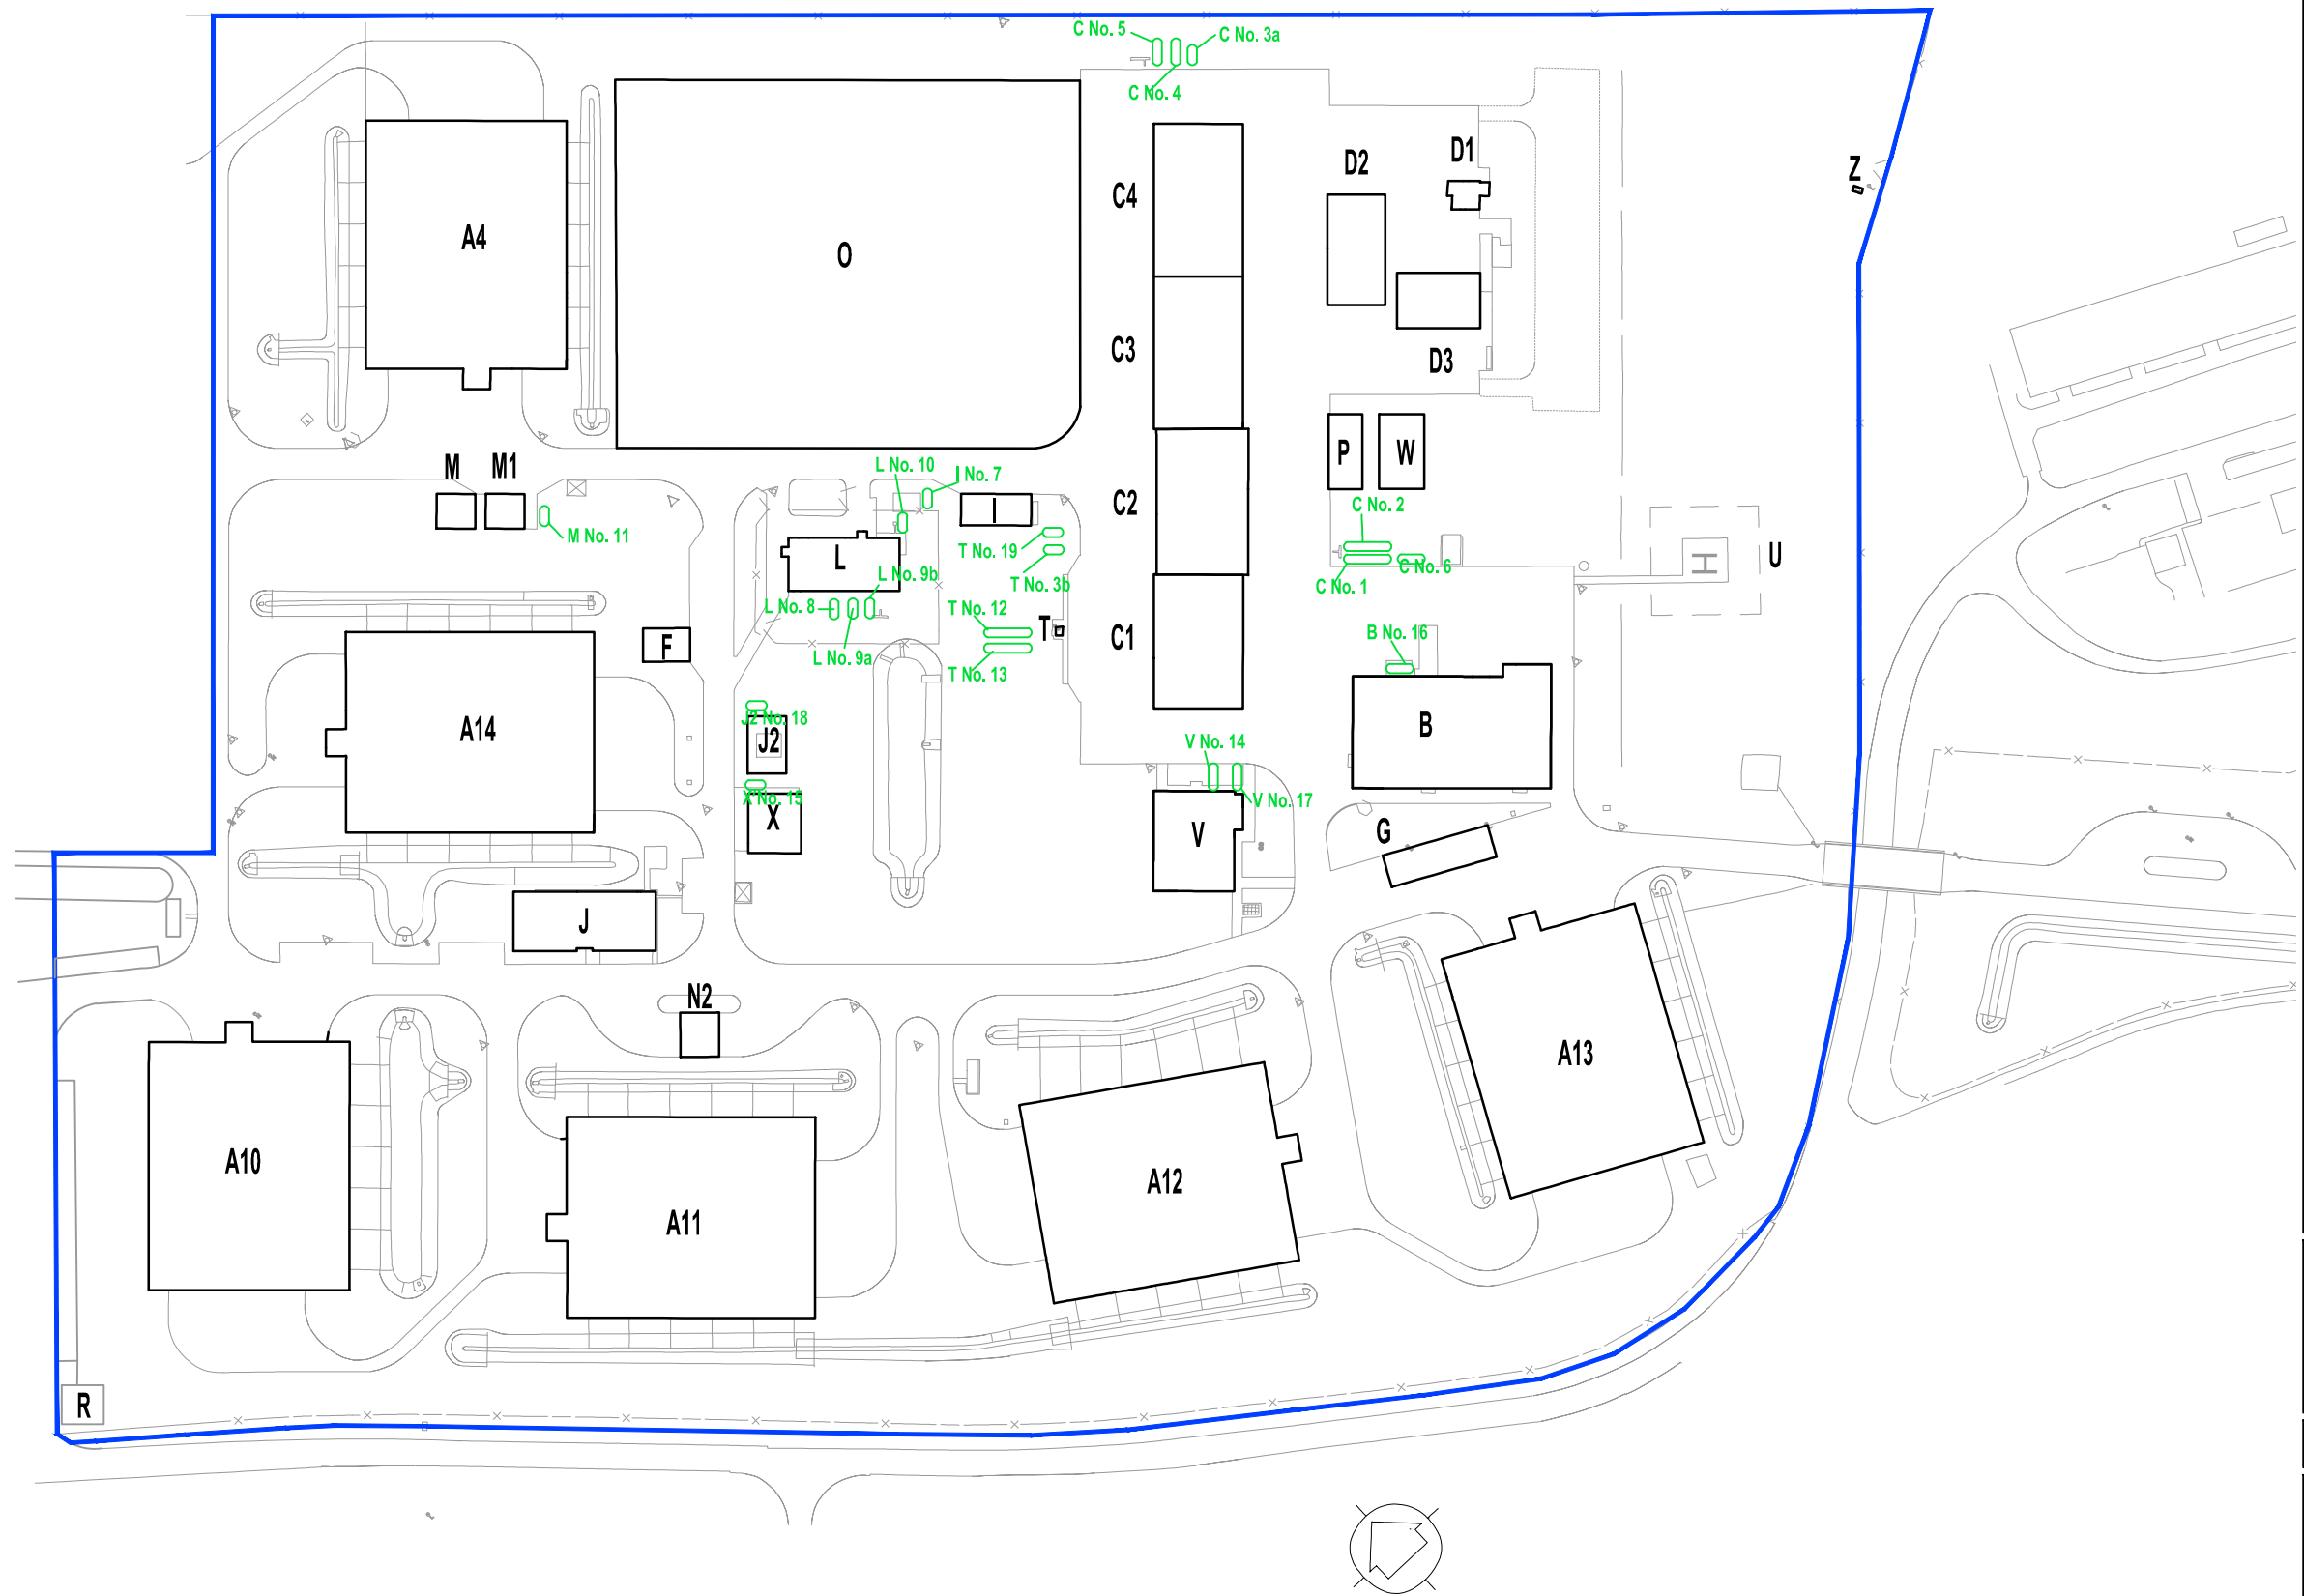 C No. 5
C No. 3a
C No. 4
D1
D2
Z
C4
A4
O
C3
D3
M
M1
L No. 10
I No. 7
P
W
C2
C No. 2
I
M No. 11
T No. 19
L
H
U
L No. 9b
T No. 3b
C No. 6
C No. 1
L No. 8
T No. 12
T
C1
B No. 16
F
L No. 9a
T No. 13
J2 No. 18
A14
J2
V No. 14
B
X No. 15
V No. 17
X
V
G
J
N2
A13
A10
A12
A11
R